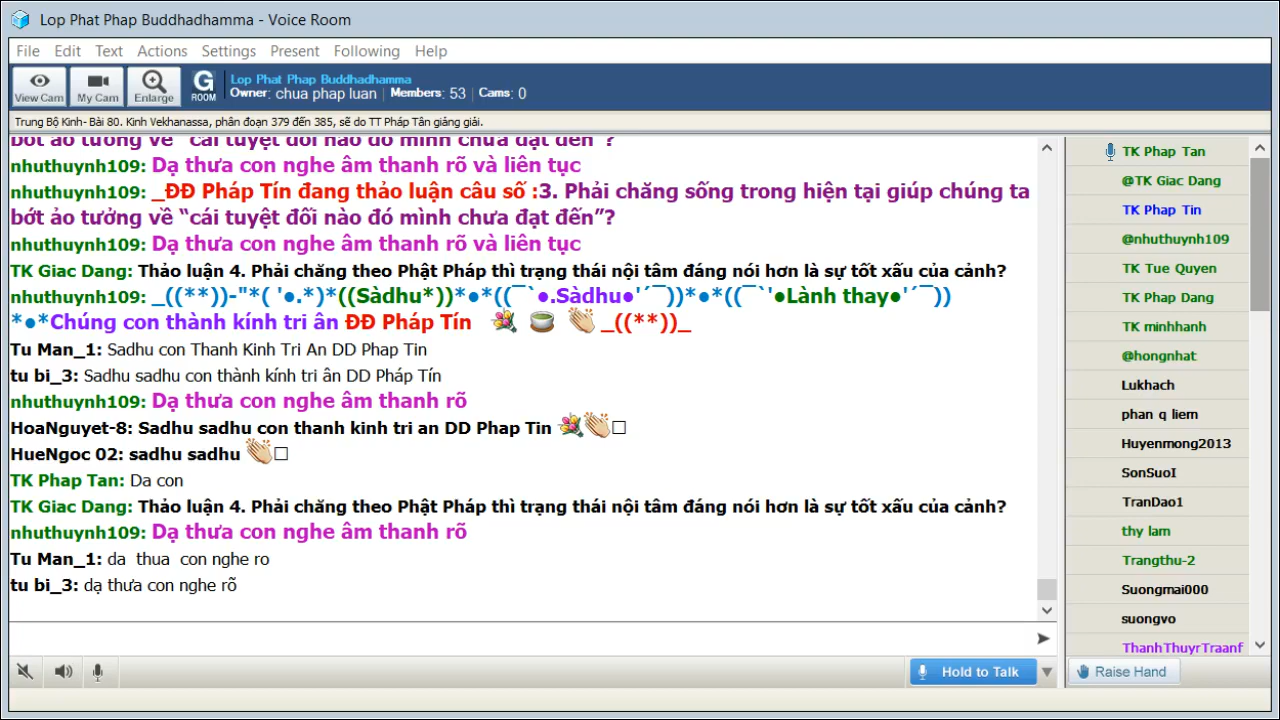 Lop Phat Phap Buddhadhamma - Voice Room
File Edit Text Actions Settings Present Following Help
View Cam My Cam Enlarge G ROOM
Lop Phat Phap Buddhadhamma
Owner: chua phap luan Members: 53 Cams: 0
Trung Bộ Kinh- Bài 80. Kinh Vekhanassa, phân đoạn 379 đến 385, sẽ do TT Pháp Tân giảng giải.
bớt ảo tưởng về “cái tuyệt đối nào đó mình chưa đạt đến”?
nhuthuynh109: Dạ thưa con nghe âm thanh rõ và liên tục
nhuthuynh109: _ĐĐ Pháp Tín đang thảo luận câu số :3. Phải chăng sống trong hiện tại giúp chúng ta
bớt ảo tưởng về “cái tuyệt đối nào đó mình chưa đạt đến”?
nhuthuynh109: Dạ thưa con nghe âm thanh rõ và liên tục
TK Giac Dang: Thảo luận 4. Phải chăng theo Phật Pháp thì trạng thái nội tâm đáng nói hơn là sự tốt xấu của cảnh?
nhuthuynh109: _((**))-"*( '●.*)*((Sàdhu*))*●*((¯`●.Sàdhu●'´¯))*●*((¯`'●Lành thay●'´¯))
*●*Chúng con thành kính tri ân ĐĐ Pháp Tín 💐 🍵 👏 _((**))_
Tu Man_1: Sadhu con Thanh Kinh Tri An DD Phap Tin
tu bi_3: Sadhu sadhu con thành kính tri ân DD Pháp Tín
nhuthuynh109: Dạ thưa con nghe âm thanh rõ
HoaNguyet-8: Sadhu sadhu con thanh kinh tri an DD Phap Tin 💐👏□
HueNgoc 02: sadhu sadhu 👏□
TK Phap Tan: Da con
TK Giac Dang: Thảo luận 4. Phải chăng theo Phật Pháp thì trạng thái nội tâm đáng nói hơn là sự tốt xấu của cảnh?
nhuthuynh109: Dạ thưa con nghe âm thanh rõ
Tu Man_1: da thua con nghe ro
tu bi_3: dạ thưa con nghe rõ
TK Phap Tan
@TK Giac Dang
TK Phap Tin
@nhuthuynh109
TK Tue Quyen
TK Phap Dang
TK minhhanh
@hongnhat
Lukhach
phan q liem
Huyenmong2013
SonSuoI
TranDao1
thy lam
Trangthu-2
Suongmai000
suongvo
ThanhThuyrTraanf
Hold to Talk
Raise Hand